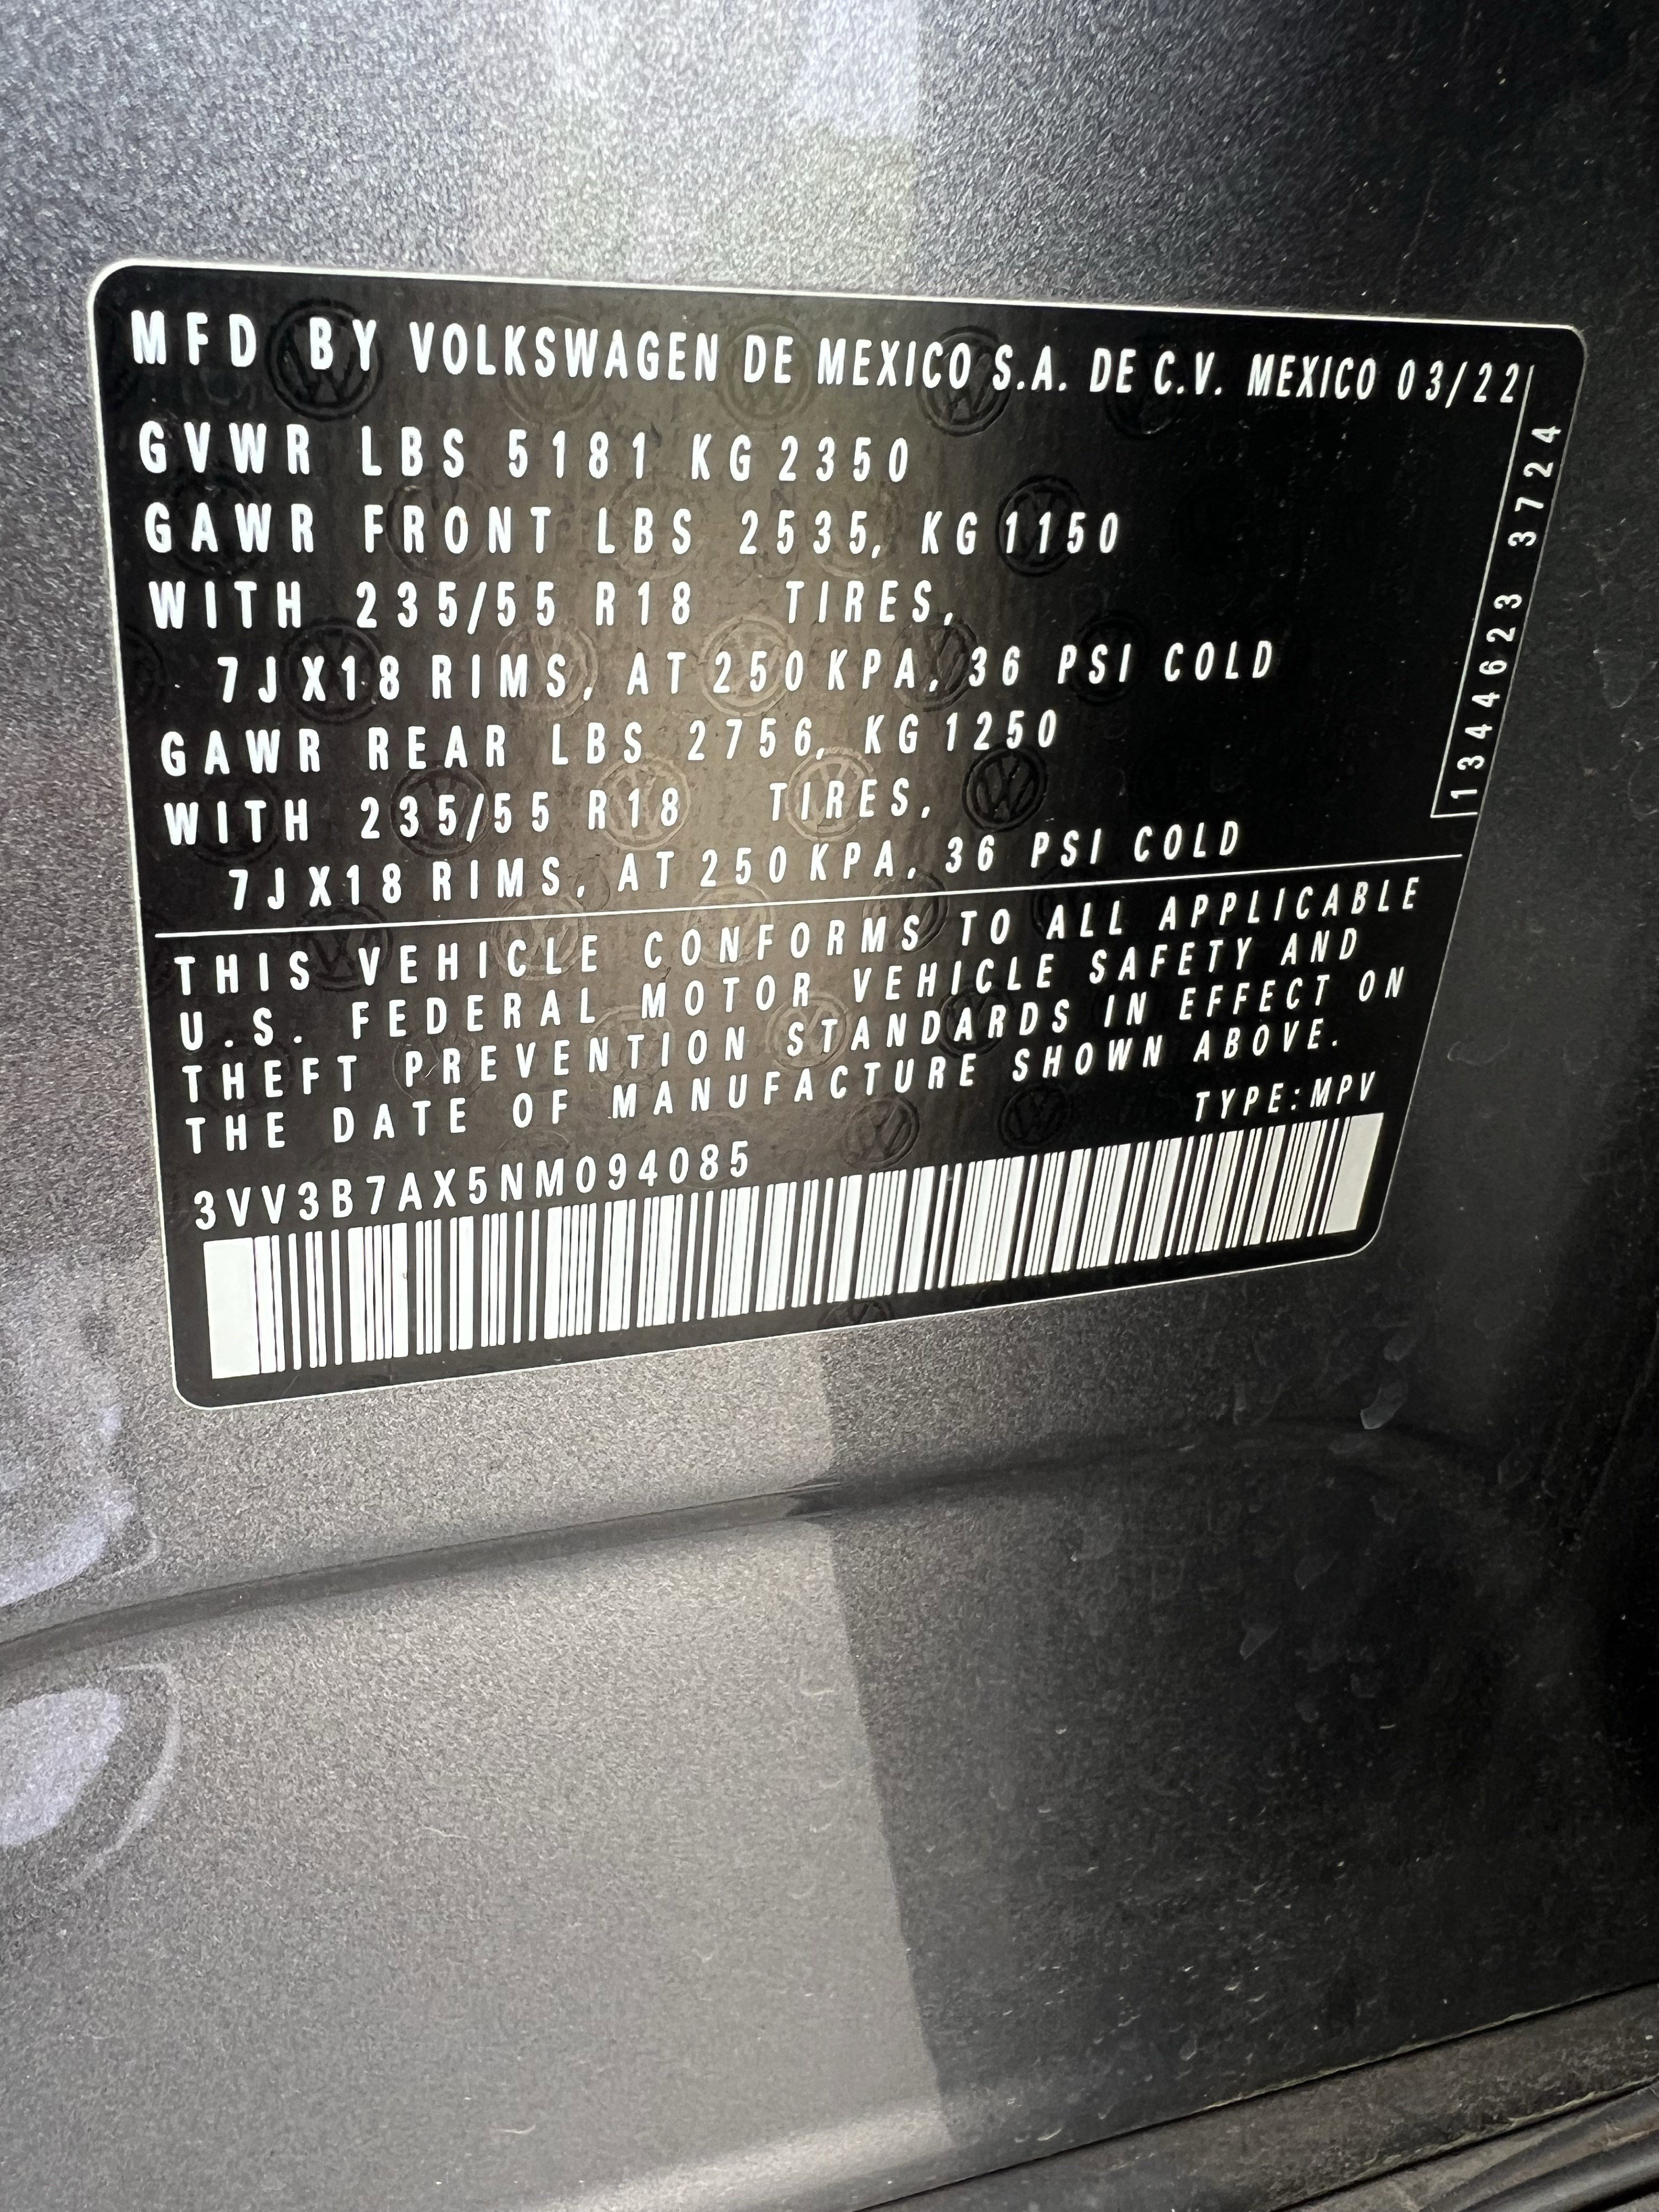 MFD BY VOLKSWAGEN DE MEXICO S.A. DE C.V. MEXICO 03/22
GVWR LBS 5181 KG 2350
GAWR FRONT LBS 2535, KG 1150
WITH 235/55 R18 TIRES,
7JX18 RIMS, AT 250 KPA, 36 PSI COLD
GAWR REAR LBS 2756, KG 1250
WITH 235/55 R18 TIRES,
7JX18 RIMS, AT 250 KPA, 36 PSI COLD
1344623 3724
THIS VEHICLE CONFORMS TO ALL APPLICABLE
U.S. FEDERAL MOTOR VEHICLE SAFETY AND
THEFT PREVENTION STANDARDS IN EFFECT ON
THE DATE OF MANUFACTURE SHOWN ABOVE.
TYPE:MPV
3VV3B7AX5NM094085